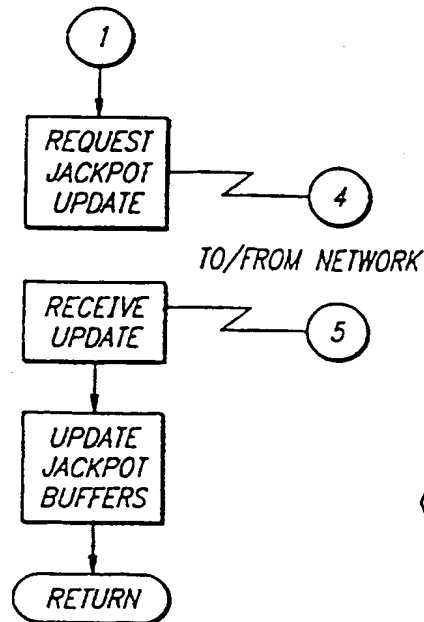 1
REQUEST
JACKPOT
UPDATE
4
TO/FROM NETWORK
RECEIVE
UPDATE
5
UPDATE
JACKPOT
BUFFERS
RETURN